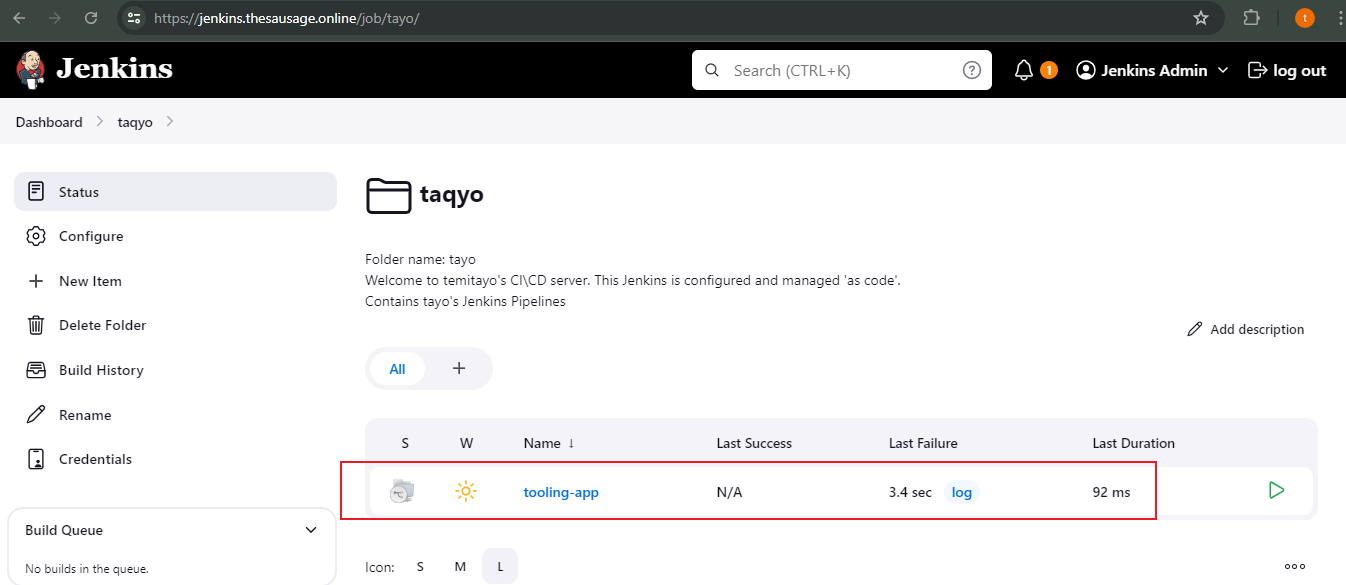 https://jenkins.thesausage.online/job/tayo/
t
Jenkins
Search (CTRL+K)
?
1
Jenkins Admin
log out
Dashboard > taqyo >
Status
Configure
New Item
Delete Folder
Build History
Rename
Credentials
Build Queue
No builds in the queue.
taqyo
Folder name: tayo
Welcome to temitayo's CI\CD server. This Jenkins is configured and managed 'as code'.
Contains tayo's Jenkins Pipelines
Add description
All +
S W Name ↓ Last Success Last Failure Last Duration
tooling-app N/A 3.4 sec log 92 ms
Icon: S M L